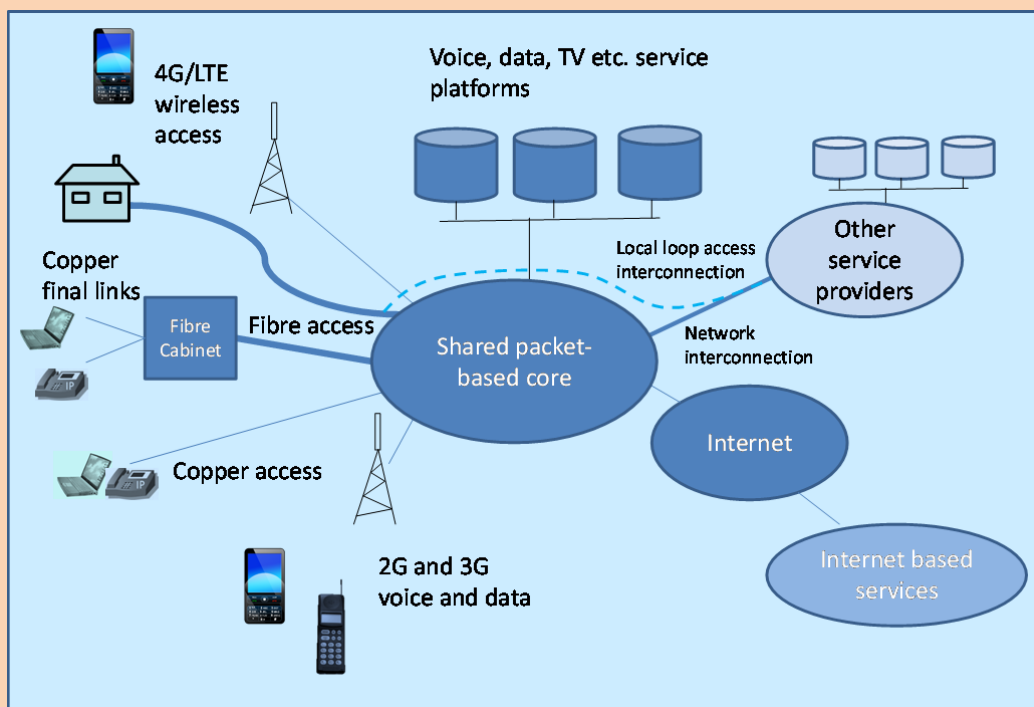 4G/LTE
wireless
access
Voice, data, TV etc. service
platforms
Copper
final links
Fibre
Cabinet
Fibre access
Shared packet-
based core
Local loop access
interconnection
Other
service
providers
Network
interconnection
Internet
Internet based
services
IP
Copper access
IP
2G and 3G
voice and data